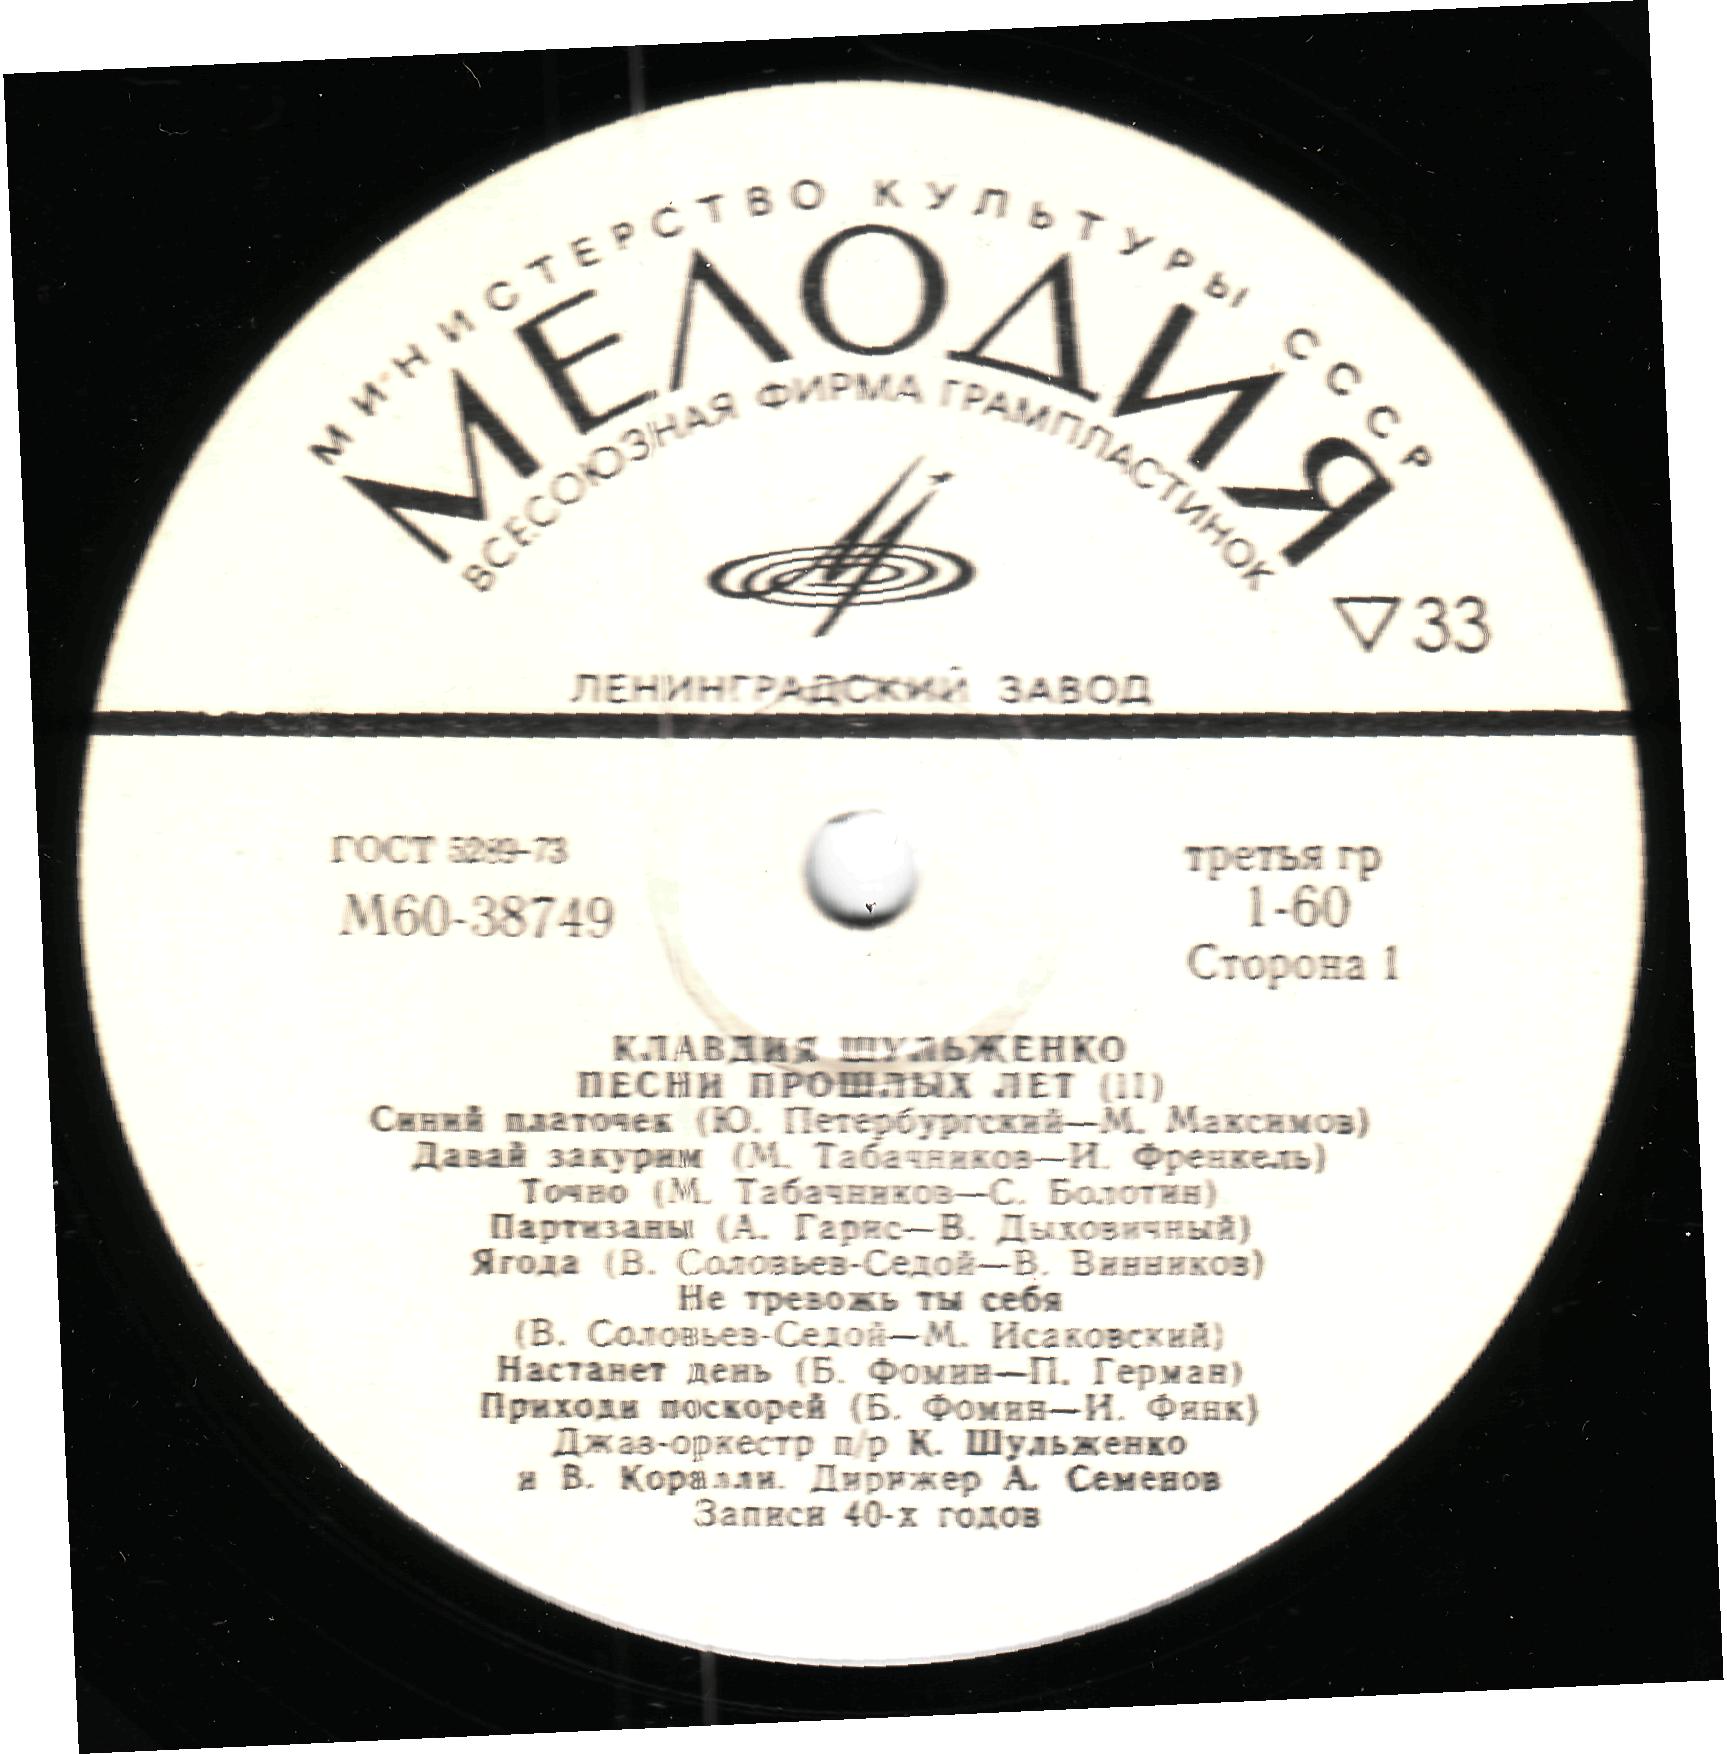 МИНИСТЕРСТВО КУЛЬТУРЫ СССР
МЕЛОДИЯ
ВСЕСОЮЗНАЯ ФИРМА ГРАМПЛАСТИНОК
▽33
ЛЕНИНГРАДСКИЙ ЗАВОД
ГОСТ 5289-73
М60-38749
третья гр
1-60
Сторона 1
КЛАВДИЯ ШУЛЬЖЕНКО
ПЕСНИ ПРОШЛЫХ ЛЕТ (II)
Синий платочек (Ю. Петербургский—М. Максимов)
Давай закурим (М. Табачников—И. Френкель)
Точно (М. Табачников—С. Болотин)
Партизаны (А. Гарис—В. Дыховичный)
Ягода (В. Соловьев-Седой—В. Винников)
Не тревожь ты себя
(В. Соловьев-Седой—М. Исаковский)
Настанет день (Б. Фомин—П. Герман)
Приходи поскорей (Б. Фомин—И. Финк)
Джаз-оркестр п/р К. Шульженко
и В. Коралли. Дирижер А. Семенов
Записи 40-х годов